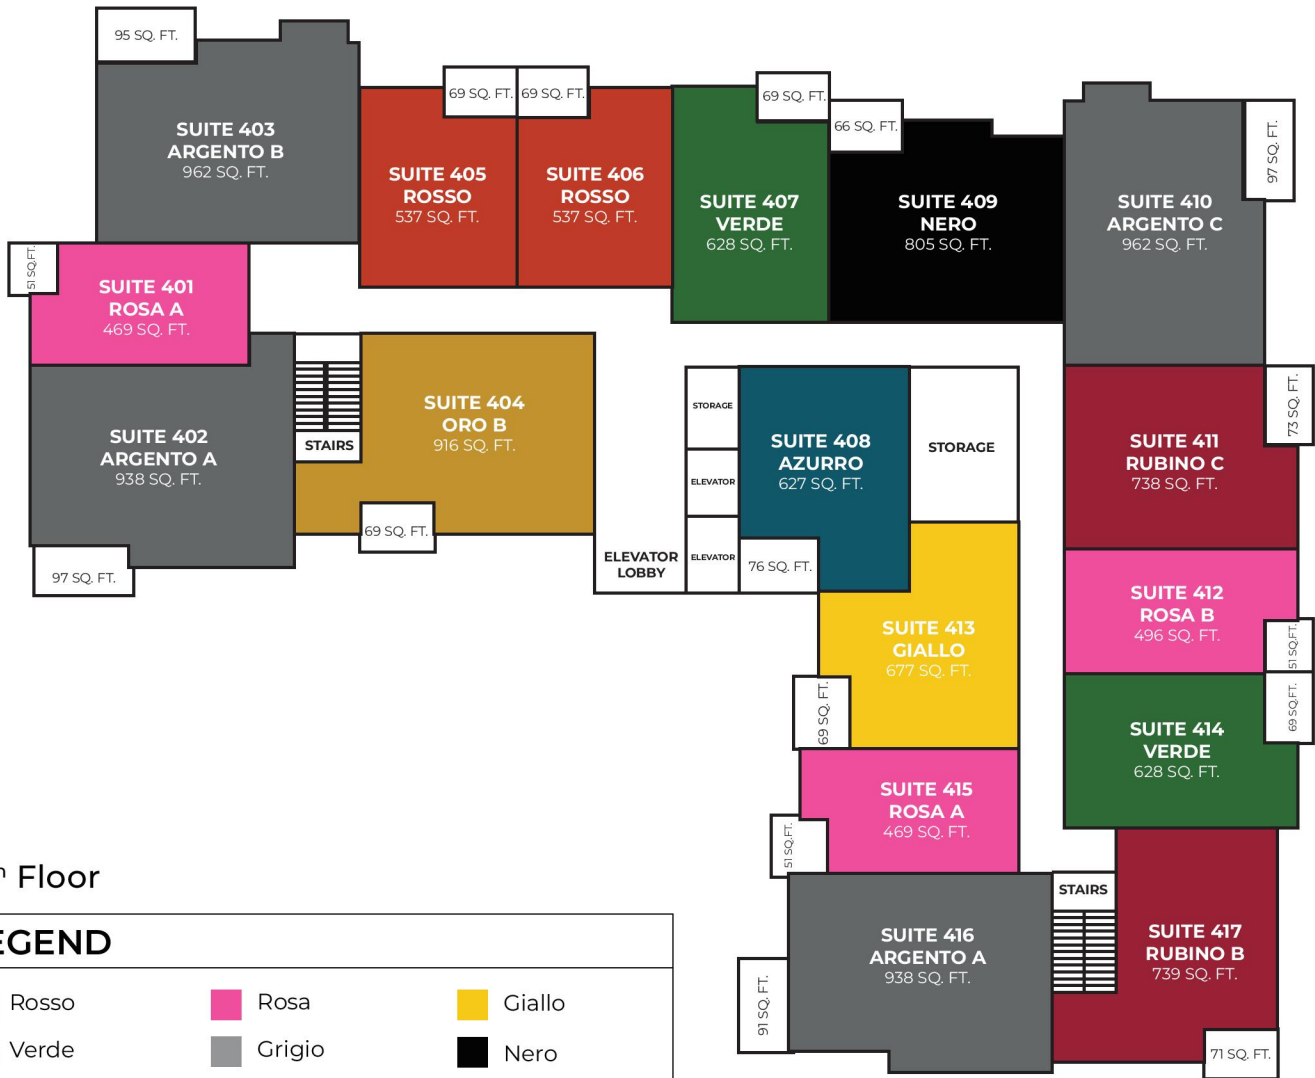 95 SQ. FT.
SUITE 403
ARGENTO B
962 SQ. FT.
69 SQ. FT.
69 SQ. FT.
SUITE 405
ROSSO
537 SQ. FT.
SUITE 406
ROSSO
537 SQ. FT.
69 SQ. FT.
SUITE 407
VERDE
628 SQ. FT.
66 SQ. FT.
SUITE 409
NERO
805 SQ. FT.
SUITE 410
ARGENTO C
962 SQ. FT.
97 SQ. FT.
51 SQ.FT.
SUITE 401
ROSA A
469 SQ. FT.
SUITE 402
ARGENTO A
938 SQ. FT.
97 SQ. FT.
STAIRS
SUITE 404
ORO B
916 SQ. FT.
69 SQ. FT.
STORAGE
ELEVATOR
ELEVATOR
ELEVATOR
LOBBY
SUITE 408
AZURRO
627 SQ. FT.
76 SQ. FT.
STORAGE
SUITE 411
RUBINO C
738 SQ. FT.
73 SQ. FT.
SUITE 412
ROSA B
496 SQ. FT.
51 SQ.FT.
SUITE 413
GIALLO
677 SQ. FT.
69 SQ. FT.
SUITE 414
VERDE
628 SQ. FT.
69 SQ.FT.
SUITE 415
ROSA A
469 SQ. FT.
51 SQ.FT.
SUITE 416
ARGENTO A
938 SQ. FT.
91 SQ. FT.
STAIRS
SUITE 417
RUBINO B
739 SQ. FT.
71 SQ. FT.
Floor
EGEND
Rosso
Rosa
Giallo
Verde
Grigio
Nero